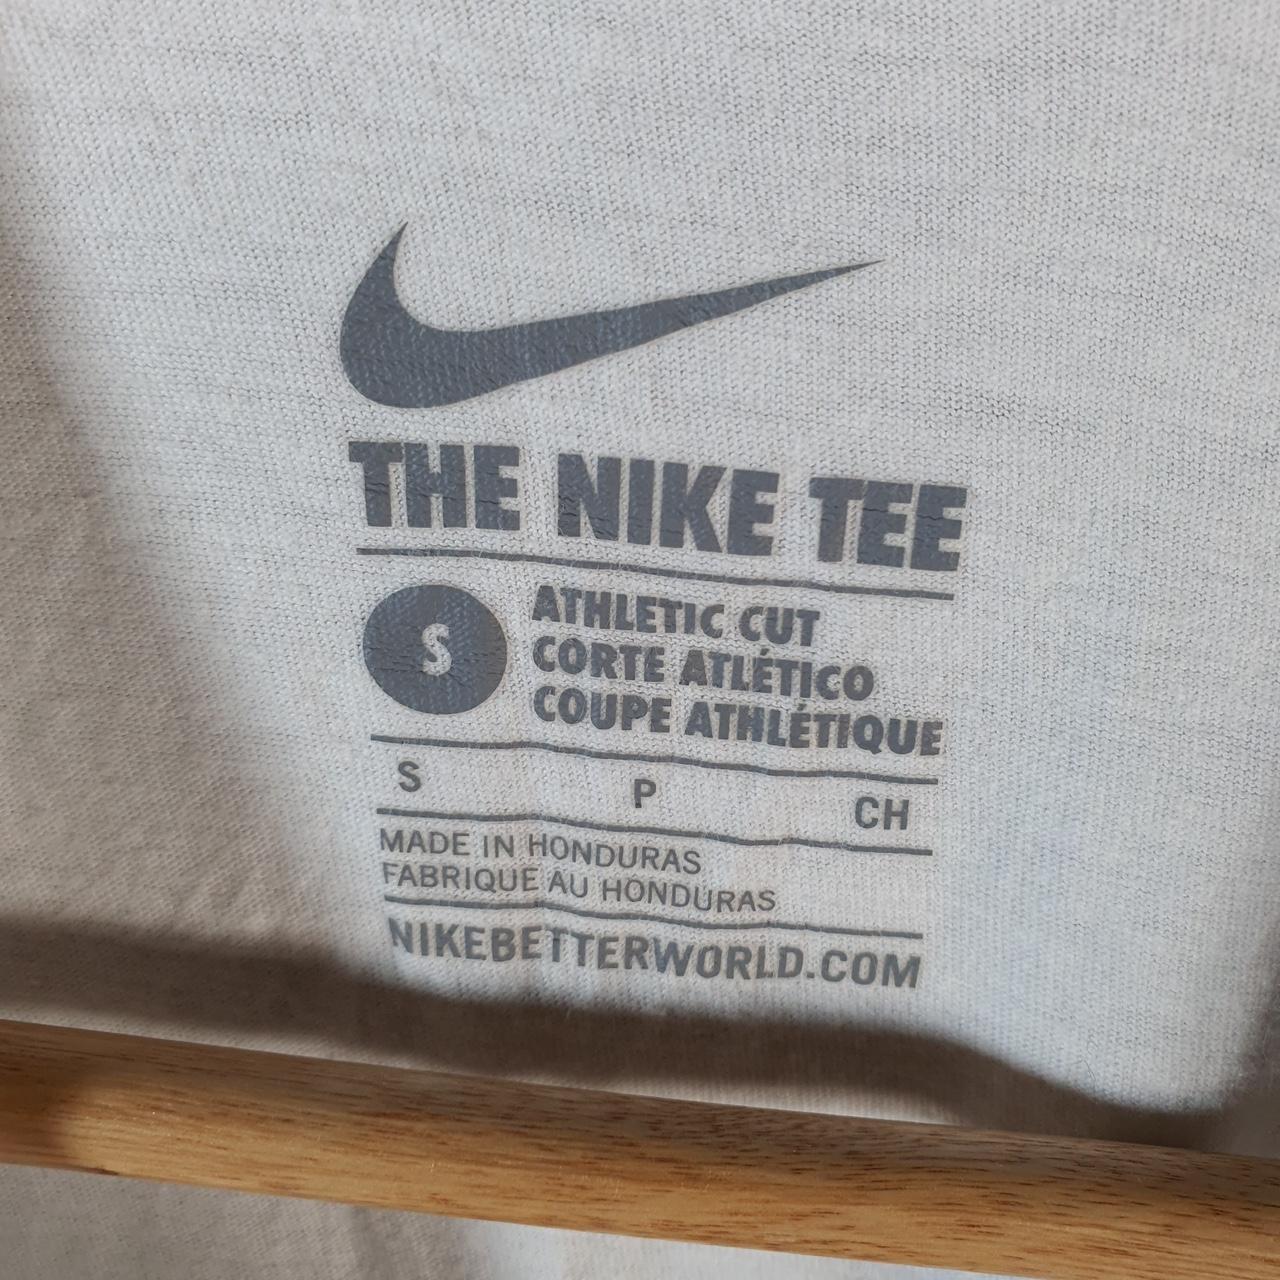 THE NIKE TEE
S
ATHLETIC CUT
CORTE ATLÉTICO
COUPE ATHLÉTIQUE
S P CH
MADE IN HONDURAS
FABRIQUE AU HONDURAS
NIKEBETTERWORLD.COM